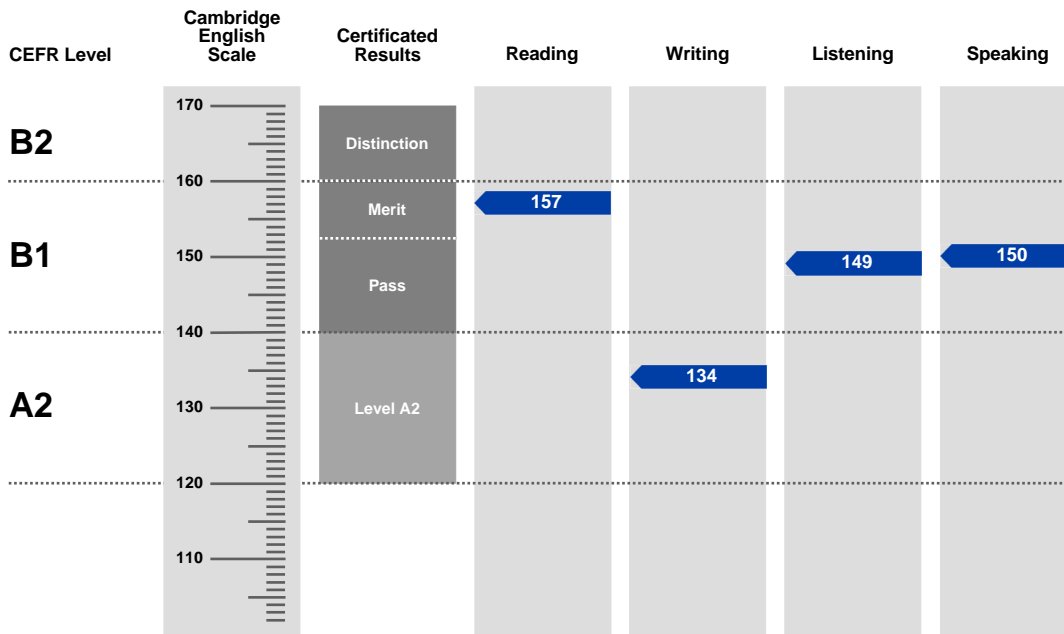 CEFR Level
Cambridge
English
Scale
Certificated
Results
Reading
Writing
Listening
Speaking
170
B2
Distinction
160
Merit
157
B1
150
149
150
Pass
140
134
A2
130
Level A2
120
110